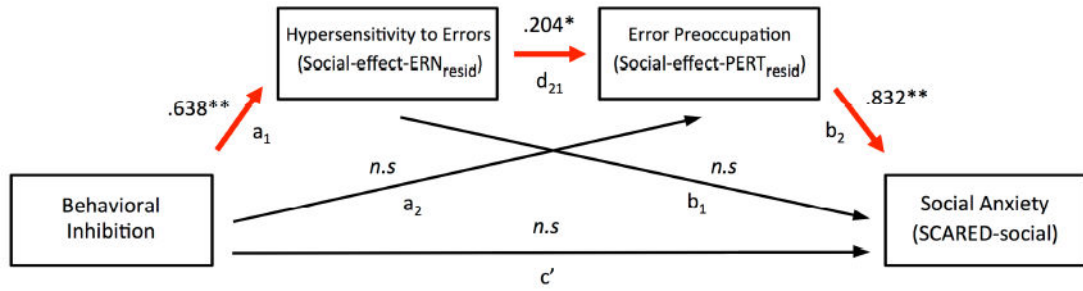 Hypersensitivity to Errors
(Social-effect-ERNresid)
.204*
d21
Error Preoccupation
(Social-effect-PERTresid)
.638**
a1
.832**
b2
n.s
n.s
a2
b1
Behavioral
Inhibition
n.s
c’
Social Anxiety
(SCARED-social)